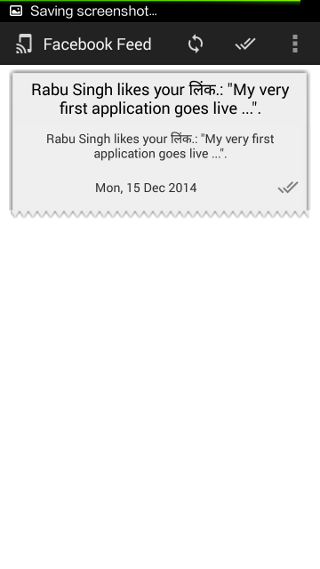 Saving screenshot...
Facebook Feed
Rabu Singh likes your लिंक.: "My very
first application goes live ...".
Rabu Singh likes your लिंक.: "My very first
application goes live ...".
Mon, 15 Dec 2014